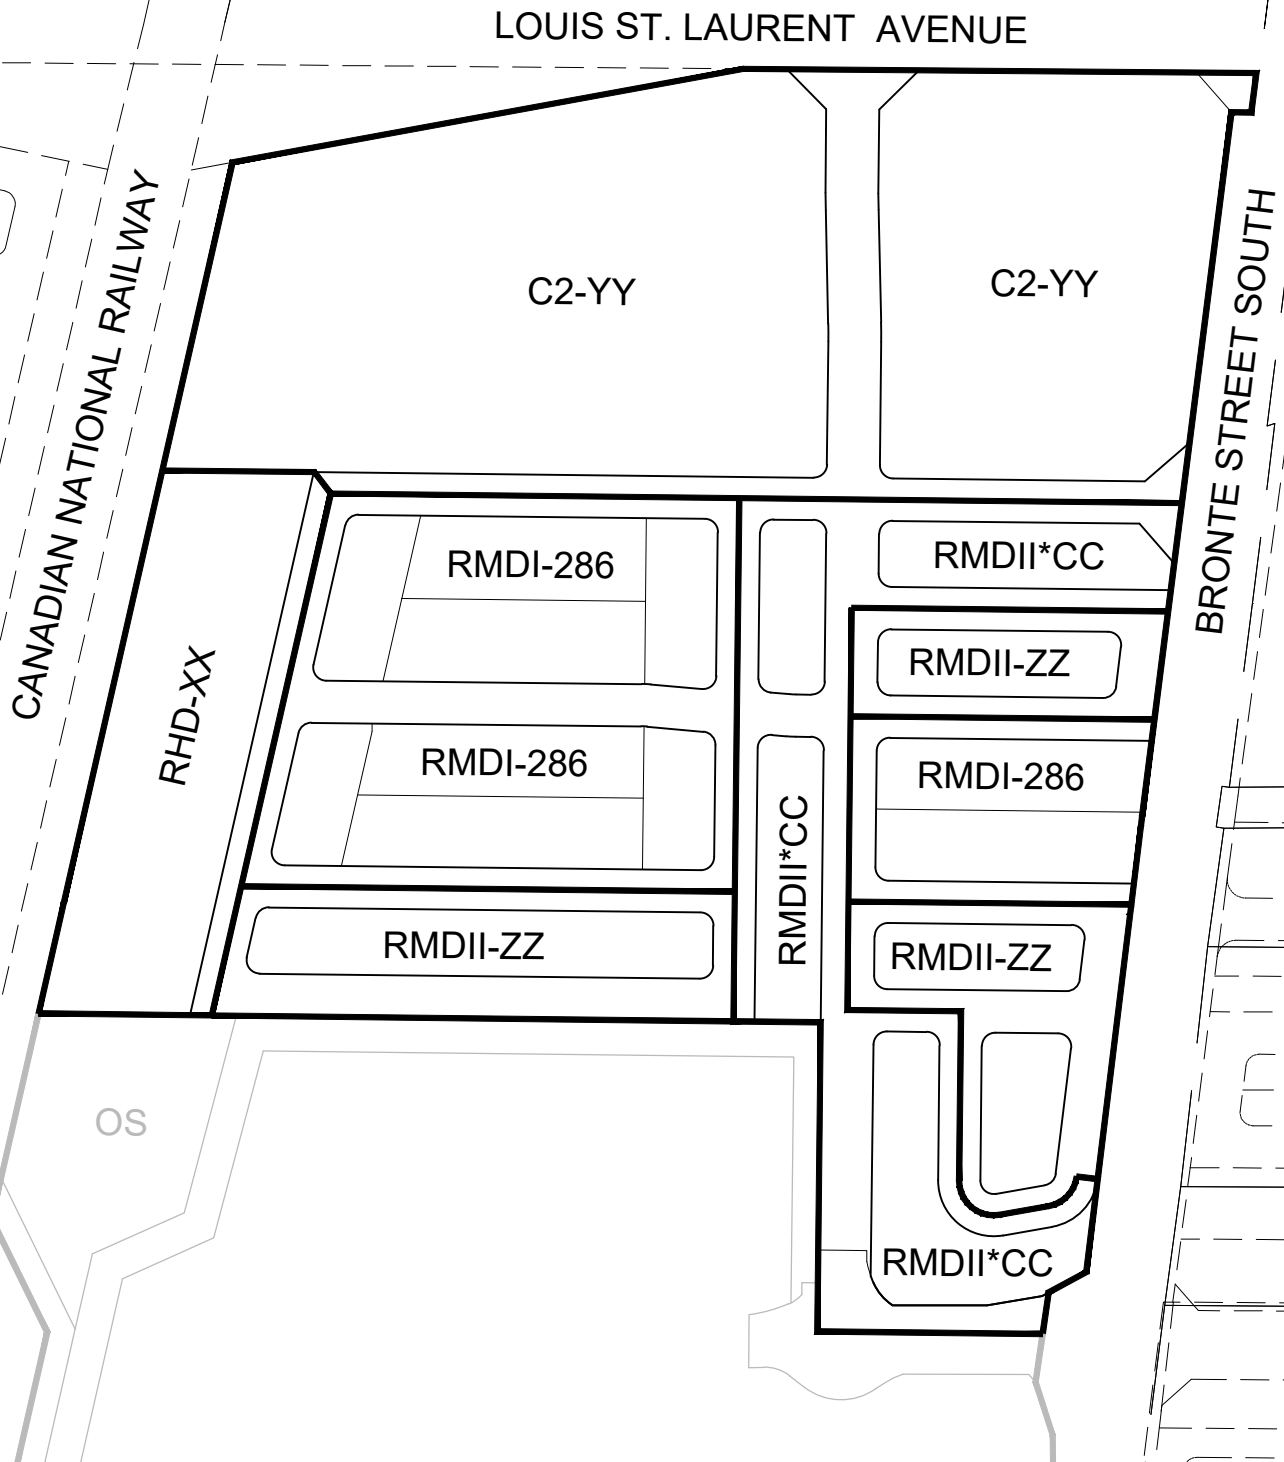 LOUIS ST. LAURENT AVENUE
CANADIAN NATIONAL RAILWAY
BRONTE STREET SOUTH
C2-YY
C2-YY
RMDI-286
RMDII*CC
RMDII-ZZ
RHD-XX
RMDI-286
RMDI-286
RMDII*CC
RMDII-ZZ
RMDII-ZZ
OS
RMDII*CC